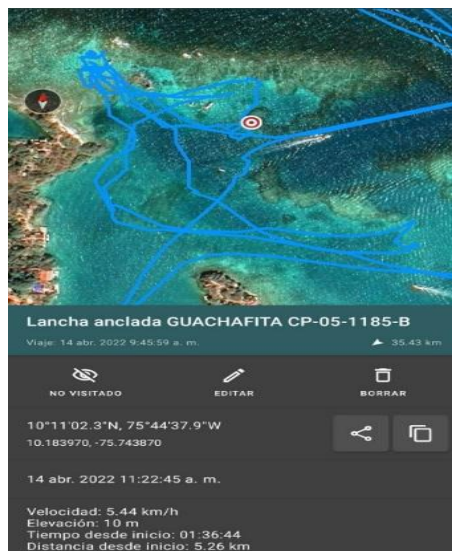 Lancha anclada GUACHAFITA CP-05-1185-B
Viaje: 14 abr. 2022 9:45:59 a. m. 35.43 km
NO VISITADO EDITAR BORRAR
10°11'02.3"N, 75°44'37.9"W
10.183970, -75.743870
14 abr. 2022 11:22:45 a. m.
Velocidad: 5.44 km/h
Elevación: 10 m
Tiempo desde inicio: 01:36:44
Distancia desde inicio: 5.26 km